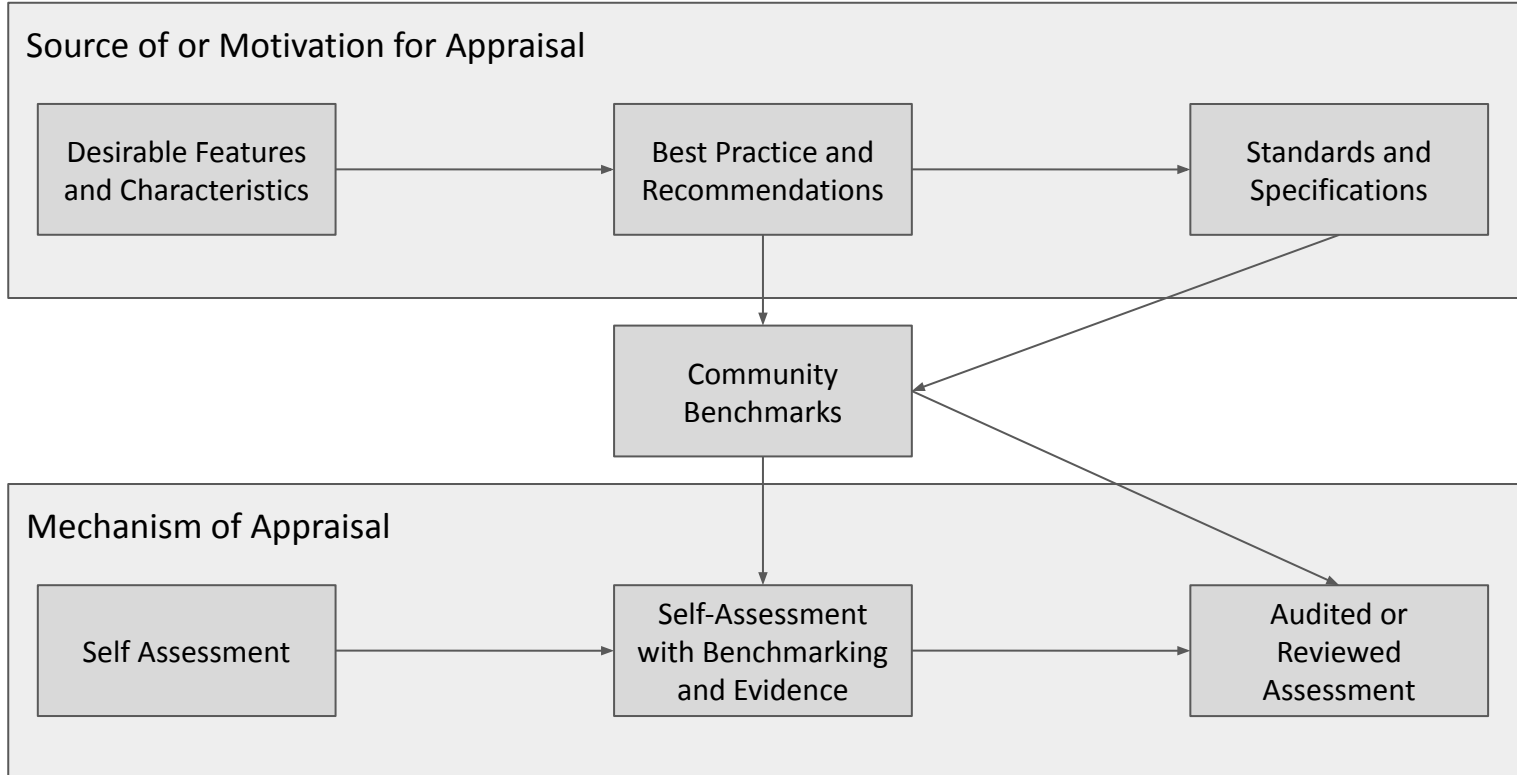 Source of or Motivation for Appraisal
Desirable Features
and Characteristics
Best Practice and
Recommendations
Standards and
Specifications
Community
Benchmarks
Mechanism of Appraisal
Self Assessment
Self-Assessment
with Benchmarking
and Evidence
Audited or
Reviewed
Assessment